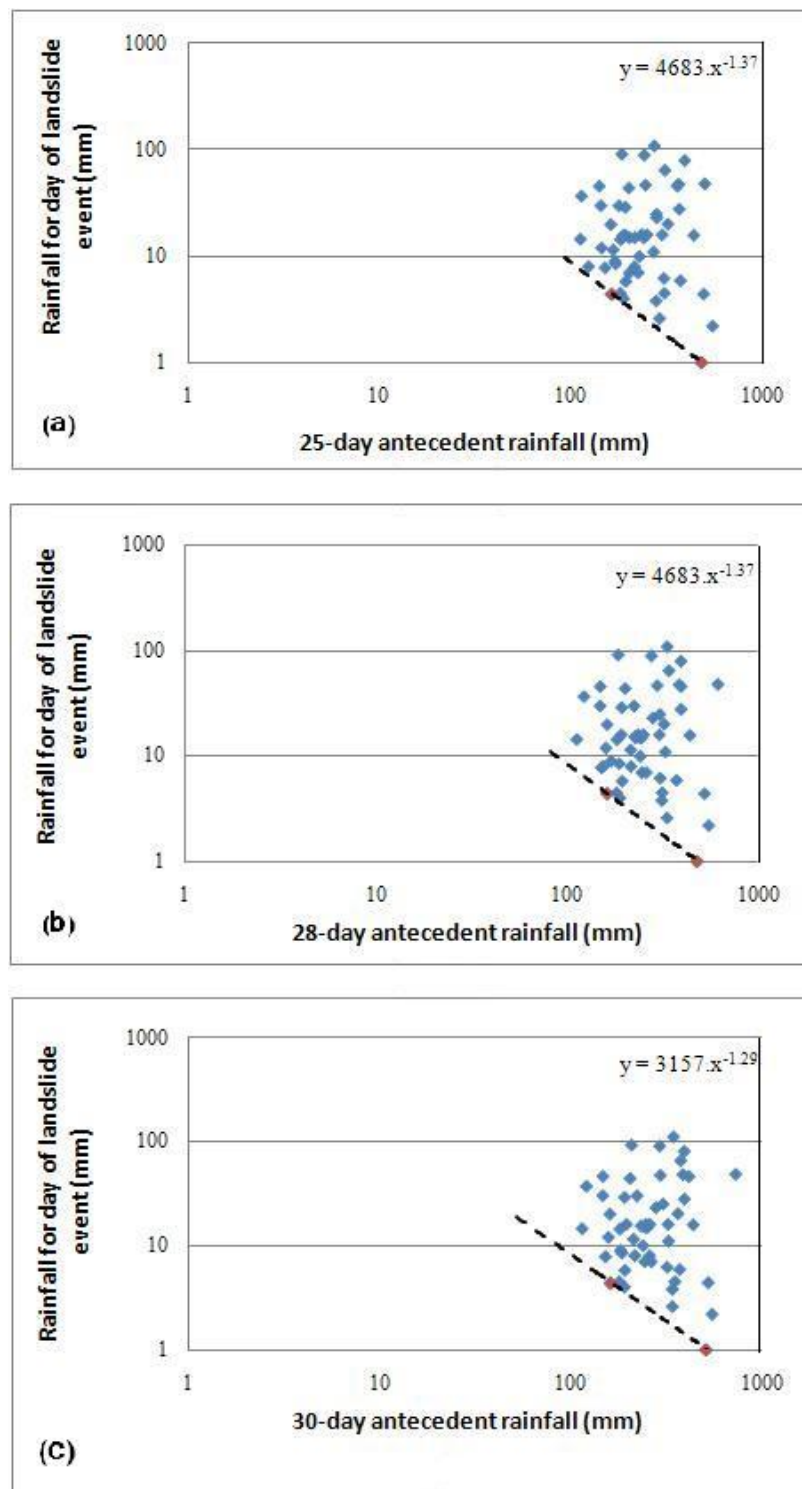 1000
y = 4683.x^-1.37
100
10
1
1 10 100 1000
Rainfall for day of landslide
event (mm)
(a)
25-day antecedent rainfall (mm)
1000
y = 4683.x^-1.37
100
10
1
1 10 100 1000
Rainfall for day of landslide
event (mm)
(b)
28-day antecedent rainfall (mm)
1000
y = 3157.x^-1.29
100
10
1
1 10 100 1000
Rainfall for day of landslide
event (mm)
(c)
30-day antecedent rainfall (mm)